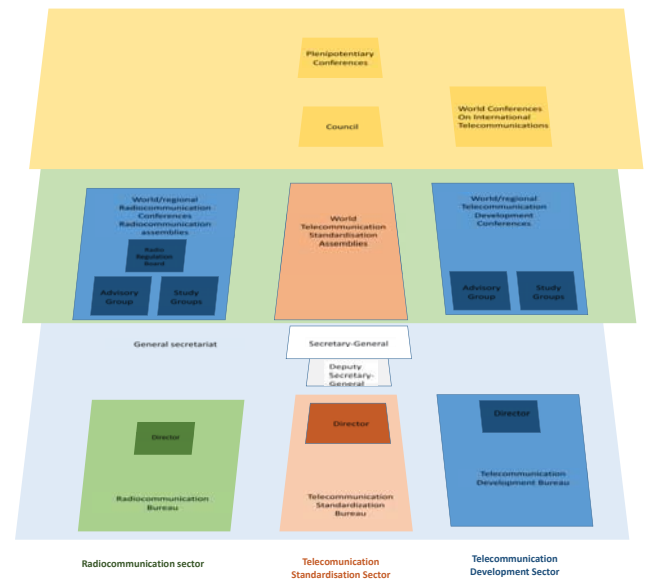 Plenipotentiary
Conferences
Council
World Conferences
On International
Telecommunications
World/regional
Radiocommunication
Conferences
Radiocommunication
assemblies
Radio
Regulation
Board
Advisory
Group
Study
Groups
World
Telecommunication
Standardisation
Assemblies
World/regional
Telecommunication
Development
Conferences
Advisory
Group
Study
Groups
General secretariat
Secretary-General
Deputy
Secretary-
General
Director
Radiocommunication
Bureau
Director
Telecommunication
Standardization
Bureau
Director
Telecommunication
Development Bureau
Radiocommunication sector
Telecomunication
Standardisation Sector
Telecommunication
Development Sector